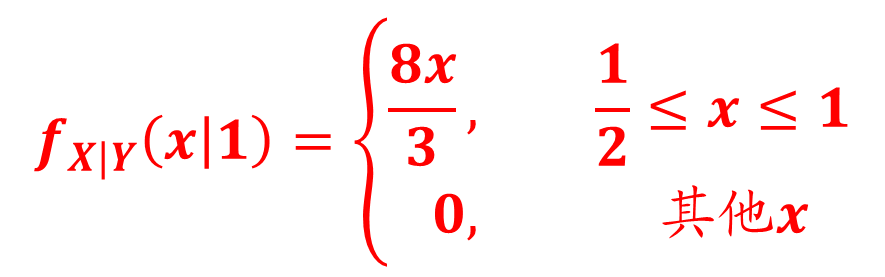 f_{X|Y}(x|1) = { 8x/3, 1/2 ≤ x ≤ 1
0, 其他x